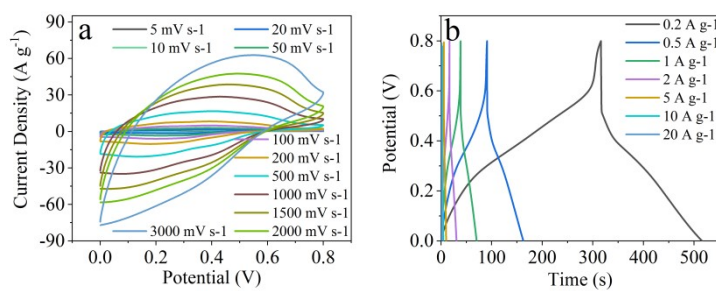 a
5 mV s-1
20 mV s-1
10 mV s-1
50 mV s-1
100 mV s-1
200 mV s-1
500 mV s-1
1000 mV s-1
1500 mV s-1
3000 mV s-1
2000 mV s-1
90
60
30
0
-30
-60
-90
Current Density (A g⁻¹)
0.0 0.2 0.4 0.6 0.8
Potential (V)
b
0.2 A g-1
0.5 A g-1
1 A g-1
2 A g-1
5 A g-1
10 A g-1
20 A g-1
0.8
0.6
0.4
0.2
0.0
Potential (V)
0 100 200 300 400 500
Time (s)